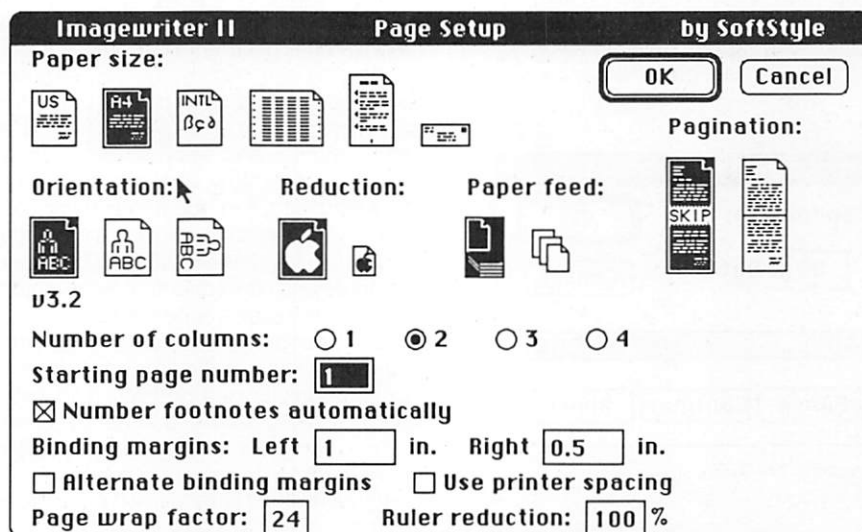 Imagewriter II Page Setup by SoftStyle
Paper size:
OK Cancel
US A4 INTL
ßç∂
Pagination:
Orientation: Reduction: Paper feed:
SKIP
ABC ABC ABC
v3.2
Number of columns: 1 2 3 4
Starting page number: 1
Number footnotes automatically
Binding margins: Left 1 in. Right 0.5 in.
Alternate binding margins Use printer spacing
Page wrap factor: 24 Ruler reduction: 100 %